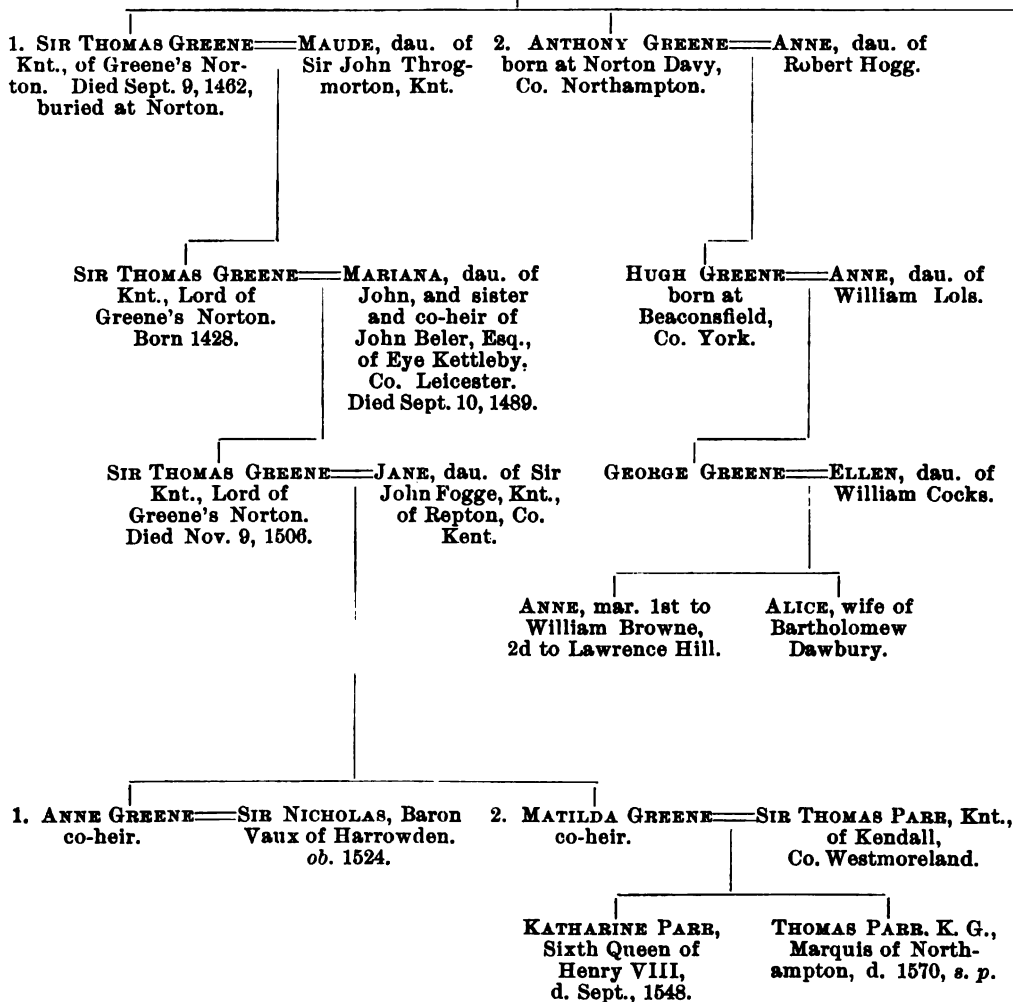 1. SIR THOMAS GREENE══MAUDE, dau. of
Knt., of Greene's Nor-
ton. Died Sept. 9, 1462,
buried at Norton.
Sir John Throg-
morton, Knt.
2. ANTHONY GREENE══ANNE, dau. of
born at Norton Davy,
Co. Northampton.
Robert Hogg.
SIR THOMAS GREENE══MARIANA, dau. of
Knt., Lord of
Greene's Norton.
Born 1428.
John, and sister
and co-heir of
John Beler, Esq.,
of Eye Kettleby,
Co. Leicester.
Died Sept. 10, 1489.
HUGH GREENE══ANNE, dau. of
born at
Beaconsfield,
Co. York.
William Lols.
SIR THOMAS GREENE══JANE, dau. of Sir
Knt., Lord of
Greene's Norton.
Died Nov. 9, 1506.
John Fogge, Knt.,
of Repton, Co.
Kent.
GEORGE GREENE══ELLEN, dau. of
William Cocks.
ANNE, mar. 1st to
William Browne,
2d to Lawrence Hill.
ALICE, wife of
Bartholomew
Dawbury.
1. ANNE GREENE══SIR NICHOLAS, Baron
co-heir.
Vaux of Harrowden.
ob. 1524.
2. MATILDA GREENE══SIR THOMAS PARR, Knt.,
co-heir.
of Kendall,
Co. Westmoreland.
KATHARINE PARR,
Sixth Queen of
Henry VIII,
d. Sept., 1548.
THOMAS PARR. K. G.,
Marquis of North-
ampton, d. 1570, s. p.